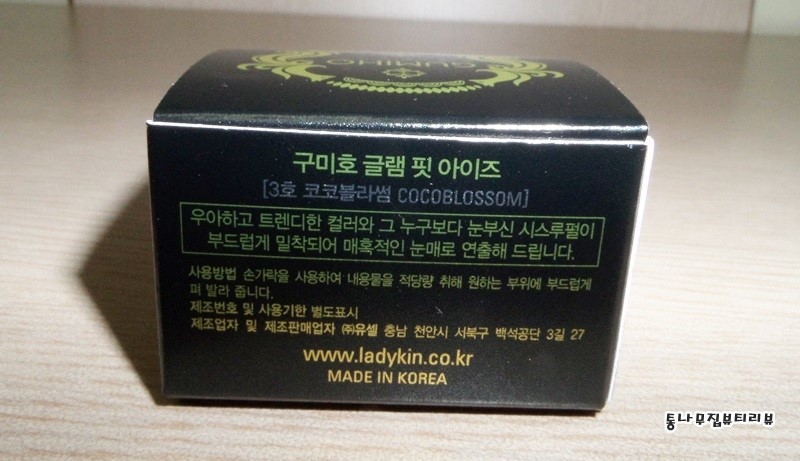 GUMIHO
구미호 글램 핏 아이즈
[3호 코코블라썸 COCOBLOSSOM]
우아하고 트렌디한 컬러와 그 누구보다 눈부신 시스루펄이
부드럽게 밀착되어 매혹적인 눈매로 연출해 드립니다.
사용방법 손가락을 사용하여 내용물을 적당량 취해 원하는 부위에 부드럽게
펴 발라 줍니다.
제조번호 및 사용기한 별도표시
제조업자 및 제조판매업자 ㈜유셀 충남 천안시 서북구 백석공단 3길 27
www.ladykin.co.kr
MADE IN KOREA
통나무집뷰티리뷰